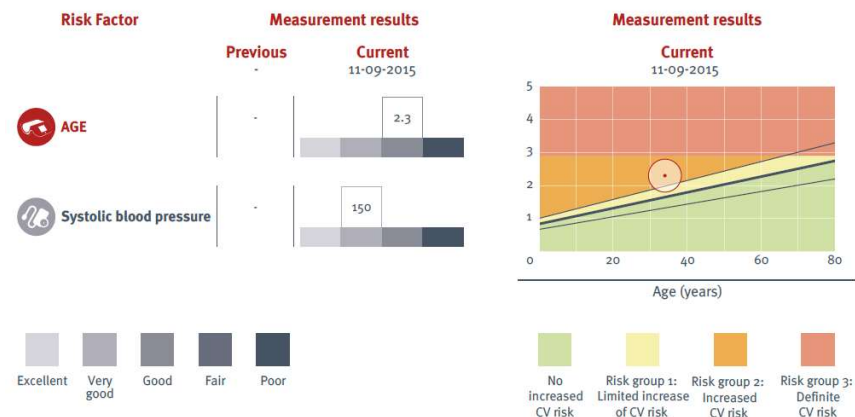 Risk Factor
Measurement results
Previous
Current
-
11-09-2015
AGE
-
2.3
Systolic blood pressure
-
150
Excellent
Very
good
Good
Fair
Poor
Measurement results
Current
11-09-2015
5
4
3
2
1
0
20
40
60
80
Age (years)
No
increased
CV risk
Risk group 1:
Limited increase
of CV risk
Risk group 2:
Increased
CV risk
Risk group 3:
Definite
CV risk